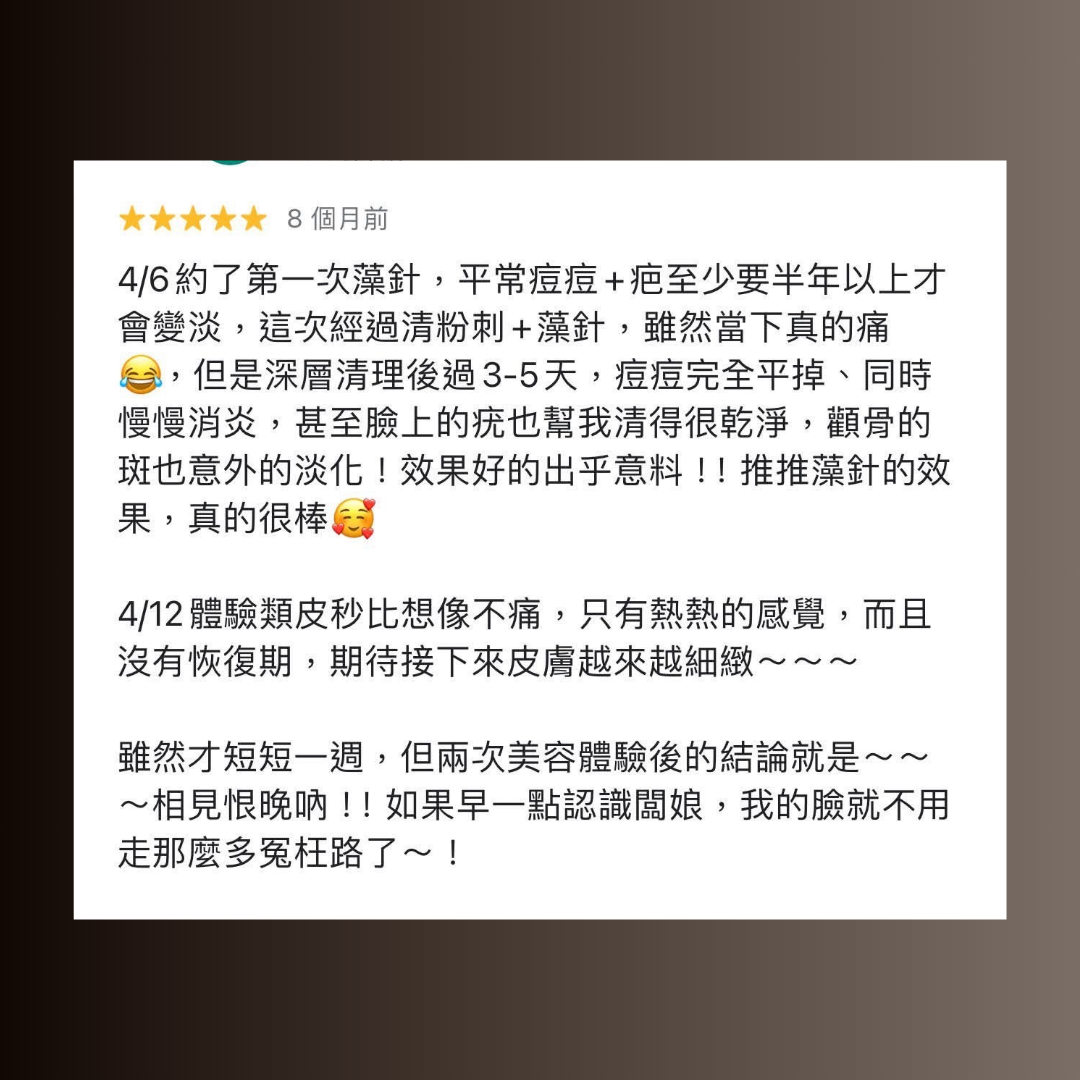 ★★★★★ 8 個月前
4/6約了第一次藻針，平常痘痘+疤至少要半年以上才
會變淡，這次經過清粉刺+藻針，雖然當下真的痛
😂，但是深層清理後過3-5天，痘痘完全平掉、同時
慢慢消炎，甚至臉上的疣也幫我清得很乾淨，顴骨的
斑也意外的淡化！效果好的出乎意料！！推推藻針的效
果，真的很棒🥰
4/12體驗類皮秒比想像不痛，只有熱熱的感覺，而且
沒有恢復期，期待接下來皮膚越來越細緻～～～
雖然才短短一週，但兩次美容體驗後的結論就是～～
～相見恨晚吶！！如果早一點認識闆娘，我的臉就不用
走那麼多冤枉路了～！